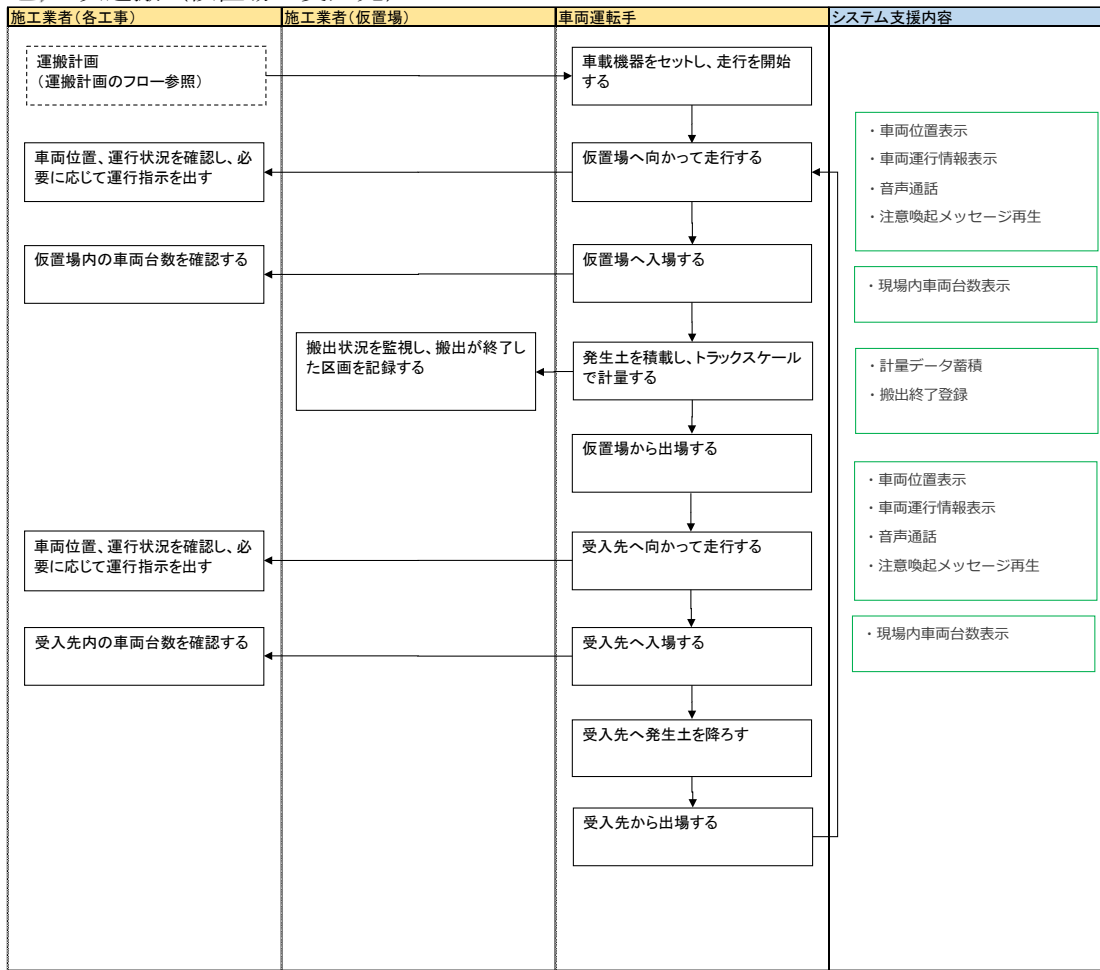 施工業者(各工事)
施工業者(仮置場)
車両運転手
システム支援内容
運搬計画
(運搬計画のフロー参照)
車載機器をセットし、走行を開始
する
車両位置、運行状況を確認し、必
要に応じて運行指示を出す
仮置場へ向かって走行する
・車両位置表示
・車両運行情報表示
・音声通話
・注意喚起メッセージ再生
仮置場内の車両台数を確認する
仮置場へ入場する
・現場内車両台数表示
搬出状況を監視し、搬出が終了し
た区画を記録する
発生土を積載し、トラックスケール
で計量する
・計量データ蓄積
・搬出終了登録
仮置場から出場する
・車両位置表示
・車両運行情報表示
・音声通話
・注意喚起メッセージ再生
車両位置、運行状況を確認し、必
要に応じて運行指示を出す
受入先へ向かって走行する
受入先内の車両台数を確認する
受入先へ入場する
・現場内車両台数表示
受入先へ発生土を降ろす
受入先から出場する